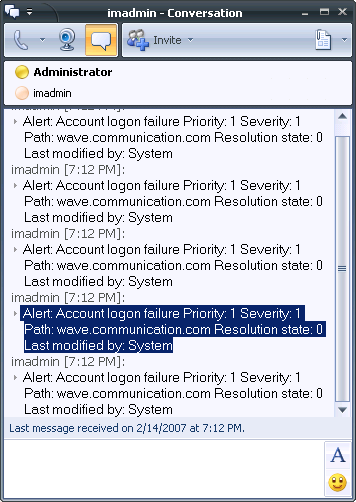 imadmin - Conversation
Invite
Administrator
imadmin
imadmin [7:12 PM]:
Alert: Account logon failure Priority: 1 Severity: 1
Path: wave.communication.com Resolution state: 0
Last modified by: System
imadmin [7:12 PM]:
Alert: Account logon failure Priority: 1 Severity: 1
Path: wave.communication.com Resolution state: 0
Last modified by: System
imadmin [7:12 PM]:
Alert: Account logon failure Priority: 1 Severity: 1
Path: wave.communication.com Resolution state: 0
Last modified by: System
imadmin [7:12 PM]:
Alert: Account logon failure Priority: 1 Severity: 1
Path: wave.communication.com Resolution state: 0
Last modified by: System
imadmin [7:12 PM]:
Alert: Account logon failure Priority: 1 Severity: 1
Path: wave.communication.com Resolution state: 0
Last modified by: System
Last message received on 2/14/2007 at 7:12 PM.
A